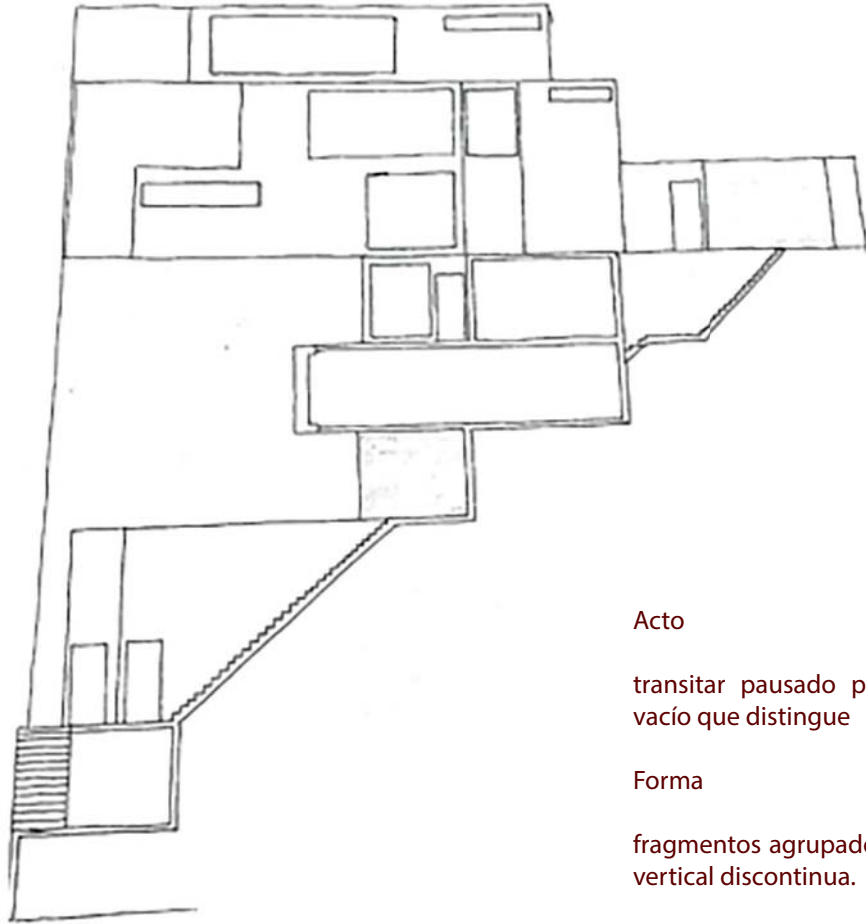 Acto
transitar pausado p
vacío que distingue
Forma
fragmentos agrupado
vertical discontinua.